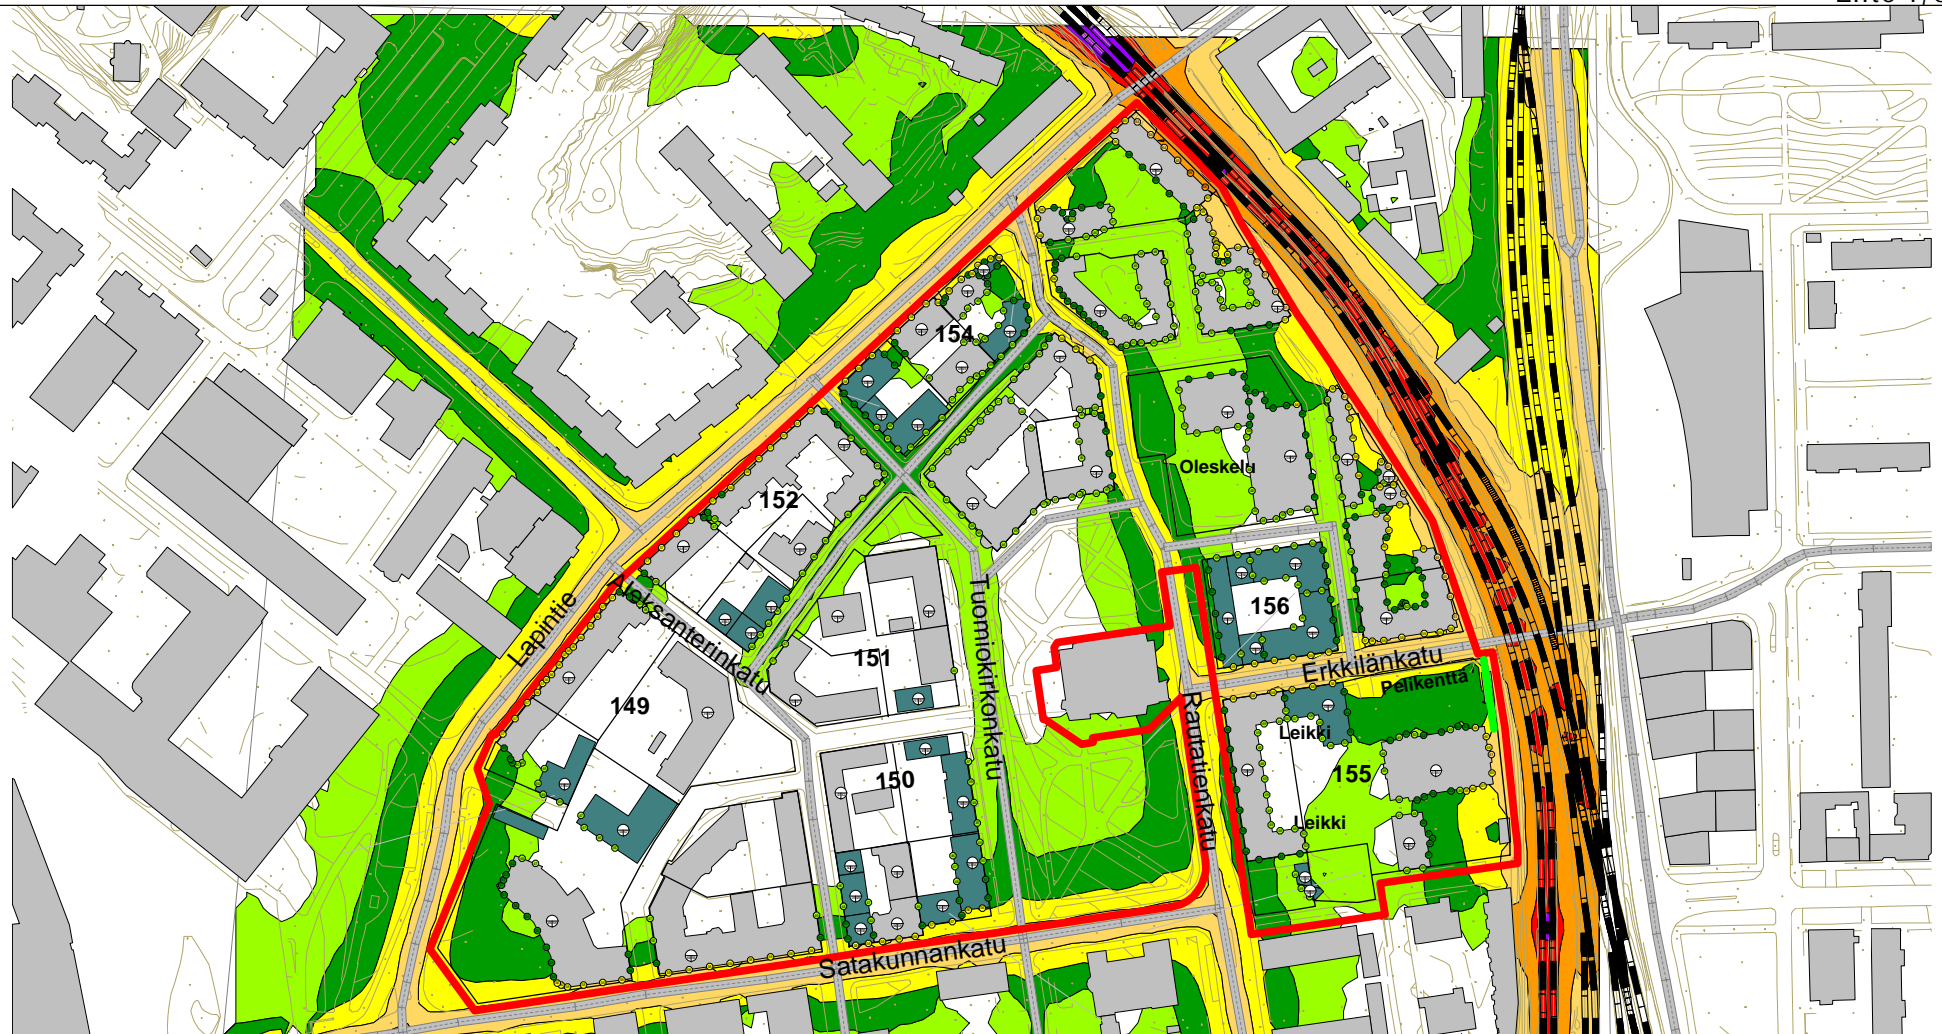 154
Oleskelu
152
156
Aleksanterinkatu
Lapintie
151
Tuomiokirkonkatu
Erkkilänkatu
Pelikenttä
149
Rautatienkatu
Leikki
155
150
Leikki
Satakunnankatu